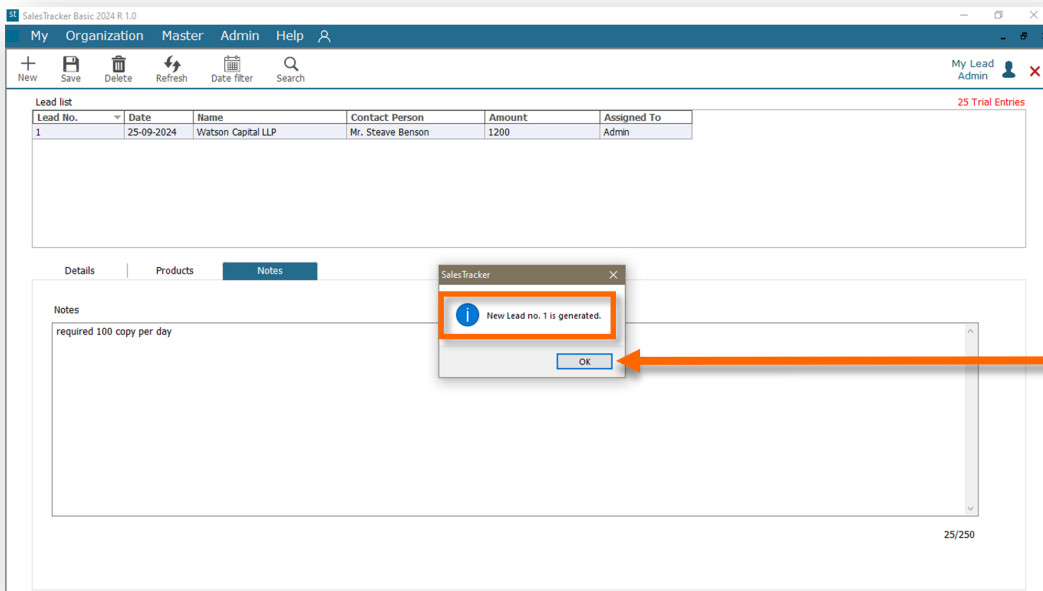 st SalesTracker Basic 2024 R 1.0
My Organization Master Admin Help
New Save Delete Refresh Date filter Search
My Lead
Admin
Lead list
25 Trial Entries
Lead No. Date Name Contact Person Amount Assigned To
1 25-09-2024 Watson Capital LLP Mr. Steave Benson 1200 Admin
Details Products Notes
SalesTracker
New Lead no. 1 is generated.
OK
Notes
required 100 copy per day
25/250